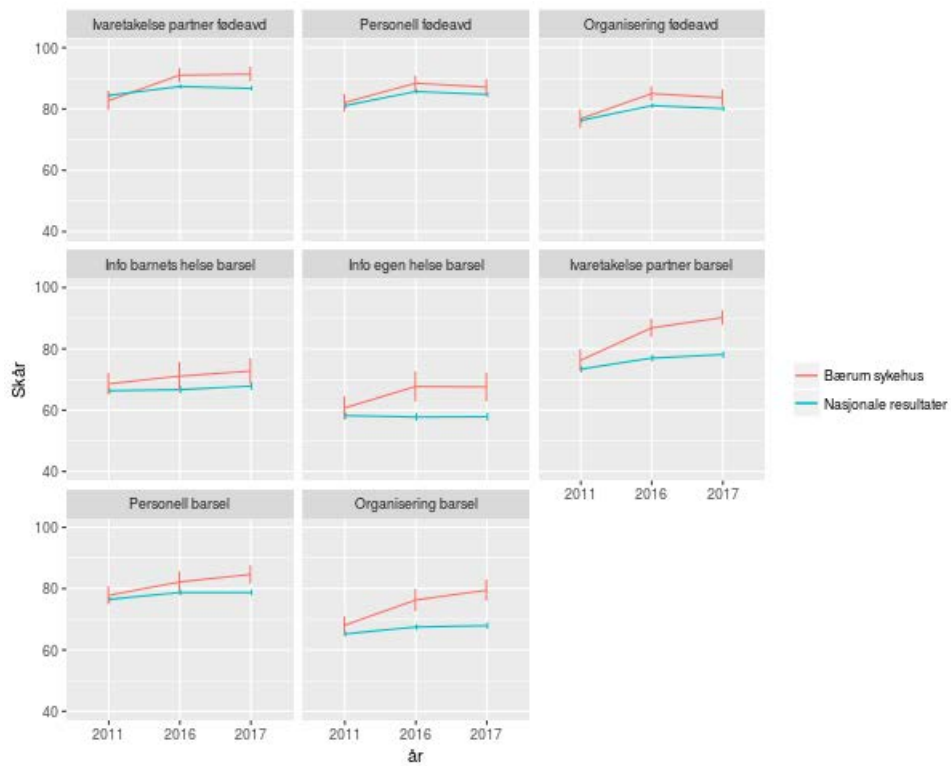 Ivaretakelse partner fødeavd
Personell fødeavd
Organisering fødeavd
100
80
60
40
Info barnets helse barsel
Info egen helse barsel
Ivaretakelse partner barsel
100
80
60
40
Skår
Bærum sykehus
Nasjonale resultater
2011 2016 2017
Personell barsel
Organisering barsel
100
80
60
40
2011 2016 2017
2011 2016 2017
år